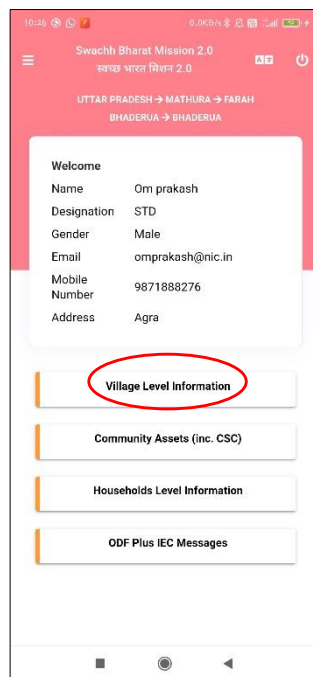 10:26 0.0KB/s
Swachh Bharat Mission 2.0
स्वच्छ भारत मिशन 2.0
UTTAR PRADESH → MATHURA → FARAH
BHADERUA → BHADERUA
Welcome
Name Om prakash
Designation STD
Gender Male
Email omprakash@nic.in
Mobile
Number 9871888276
Address Agra
Village Level Information
Community Assets (inc. CSC)
Households Level Information
ODF Plus IEC Messages